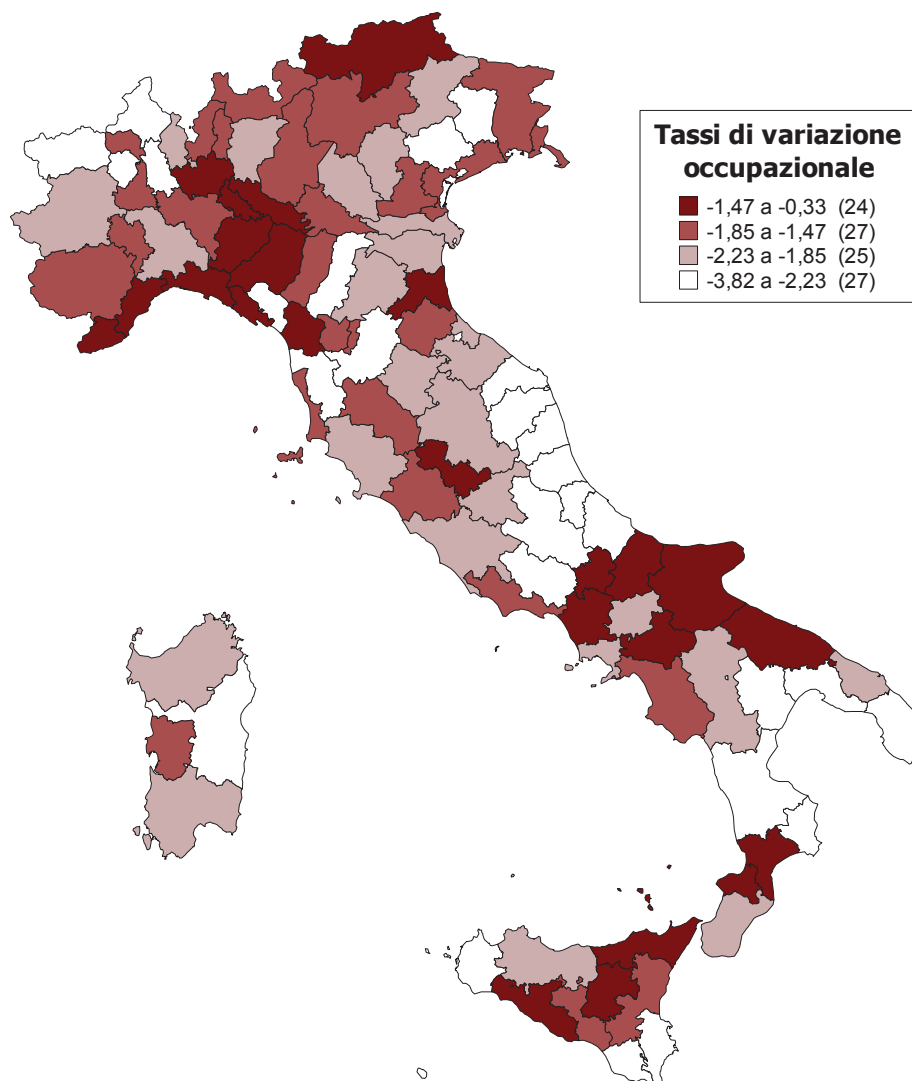 Tassi di variazione
occupazionale
-1,47 a -0,33 (24)
-1,85 a -1,47 (27)
-2,23 a -1,85 (25)
-3,82 a -2,23 (27)